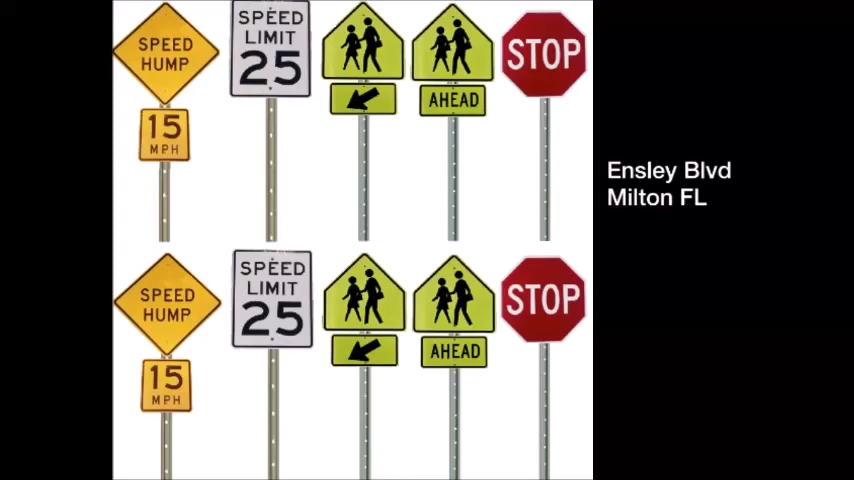 SPEED
HUMP
15
MPH
SPEED
LIMIT
25
AHEAD
STOP
Ensley Blvd
Milton FL
SPEED
HUMP
15
MPH
SPEED
LIMIT
25
AHEAD
STOP